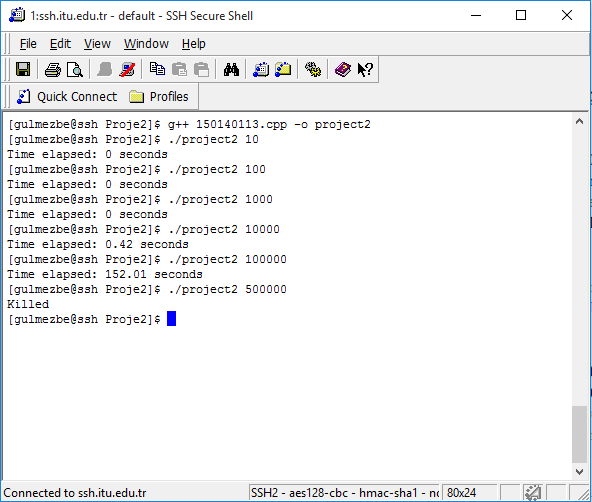 1:ssh.itu.edu.tr - default - SSH Secure Shell
File Edit View Window Help
Quick Connect Profiles
[gulmezbe@ssh Proje2]$ g++ 150140113.cpp -o project2
[gulmezbe@ssh Proje2]$ ./project2 10
Time elapsed: 0 seconds
[gulmezbe@ssh Proje2]$ ./project2 100
Time elapsed: 0 seconds
[gulmezbe@ssh Proje2]$ ./project2 1000
Time elapsed: 0 seconds
[gulmezbe@ssh Proje2]$ ./project2 10000
Time elapsed: 0.42 seconds
[gulmezbe@ssh Proje2]$ ./project2 100000
Time elapsed: 152.01 seconds
[gulmezbe@ssh Proje2]$ ./project2 500000
Killed
[gulmezbe@ssh Proje2]$
Connected to ssh.itu.edu.tr SSH2 - aes128-cbc - hmac-sha1 - 80x24